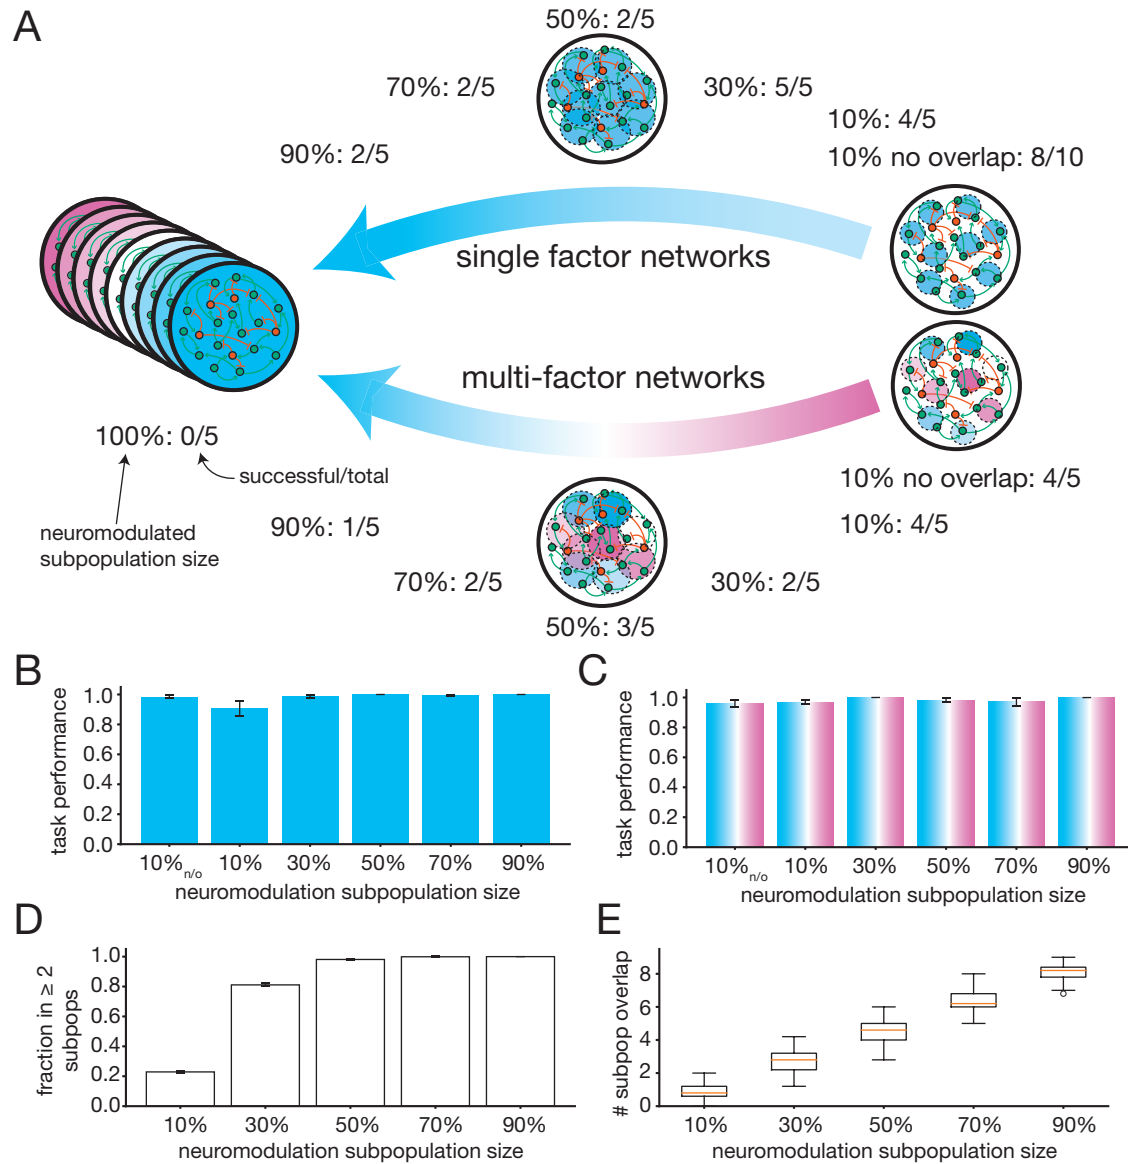 A
50%: 2/5
70%: 2/5
30%: 5/5
10%: 4/5
90%: 2/5
10% no overlap: 8/10
single factor networks
multi-factor networks
100%: 0/5
successful/total
neuromodulated
subpopulation size
10% no overlap: 4/5
90%: 1/5
10%: 4/5
70%: 2/5
30%: 2/5
50%: 3/5
B
task performance
1.0
0.8
0.6
0.4
0.2
0.0
10% n/o
10%
30%
50%
70%
90%
neuromodulation subpopulation size
C
task performance
1.0
0.8
0.6
0.4
0.2
0.0
10% n/o
10%
30%
50%
70%
90%
neuromodulation subpopulation size
D
fraction in ≥ 2
subpops
1.0
0.8
0.6
0.4
0.2
0.0
10%
30%
50%
70%
90%
neuromodulation subpopulation size
E
# subpop overlap
8
6
4
2
0
10%
30%
50%
70%
90%
neuromodulation subpopulation size